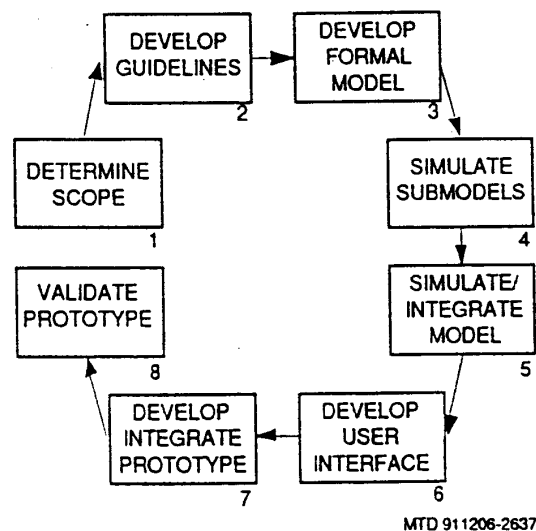 DETERMINE
SCOPE
1
DEVELOP
GUIDELINES
2
DEVELOP
FORMAL
MODEL
3
SIMULATE
SUBMODELS
4
SIMULATE/
INTEGRATE
MODEL
5
DEVELOP
USER
INTERFACE
6
DEVELOP
INTEGRATE
PROTOTYPE
7
VALIDATE
PROTOTYPE
8
MTD 911206-2637